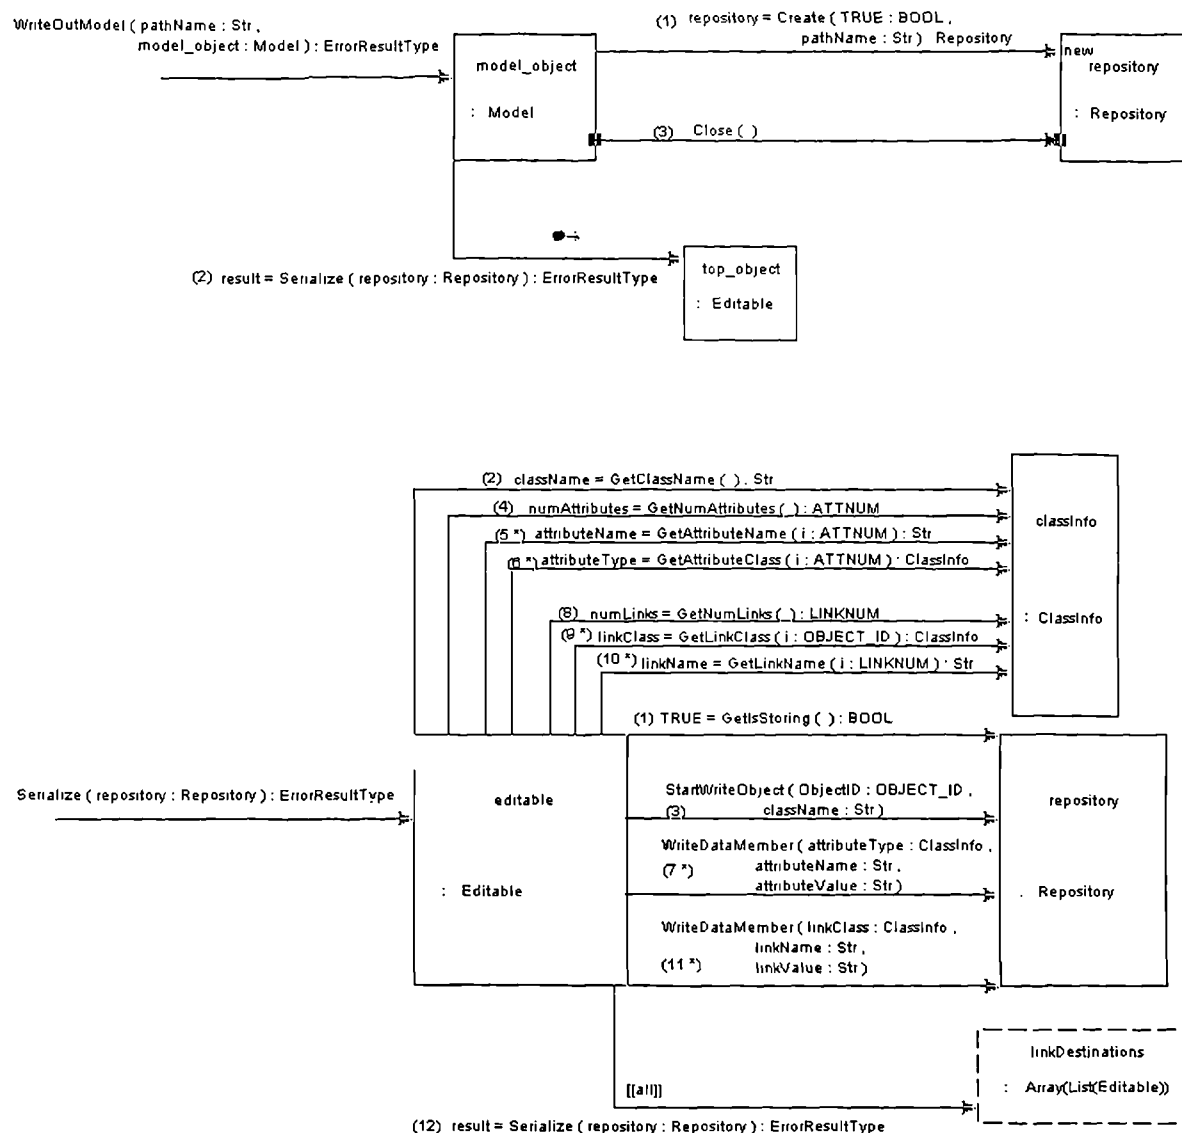 WriteOutModel ( pathName : Str ,
model_object : Model ) : ErrorResultType
(1) repository = Create ( TRUE : BOOL ,
pathName : Str ) Repository
model_object
: Model
new
repository
: Repository
(3) Close ( )
(2) result = Serialize ( repository : Repository ) : ErrorResultType
top_object
: Editable
(2) className = GetClassName ( ) . Str
(4) numAttributes = GetNumAttributes ( ) : ATTNUM
(5 *) attributeName = GetAttributeName ( i : ATTNUM ) : Str
(6 *) attributeType = GetAttributeClass ( i : ATTNUM ) · ClassInfo
classInfo
: ClassInfo
(8) numLinks = GetNumLinks ( ) : LINKNUM
(9 *) linkClass = GetLinkClass ( i : OBJECT_ID ) : ClassInfo
(10 *) linkName = GetLinkName ( i : LINKNUM ) · Str
(1) TRUE = GetIsStoring ( ) : BOOL
Serialize ( repository : Repository ) : ErrorResultType
editable
: Editable
StartWriteObject ( ObjectID : OBJECT_ID ,
(3) className : Str )
repository
. Repository
WriteDataMember ( attributeType : ClassInfo ,
(7 *) attributeName : Str ,
attributeValue : Str )
WriteDataMember ( linkClass : ClassInfo ,
linkName : Str ,
(11 *) linkValue : Str )
linkDestinations
: Array(List(Editable))
[[all]]
(12) result = Serialize ( repository : Repository ) : ErrorResultType